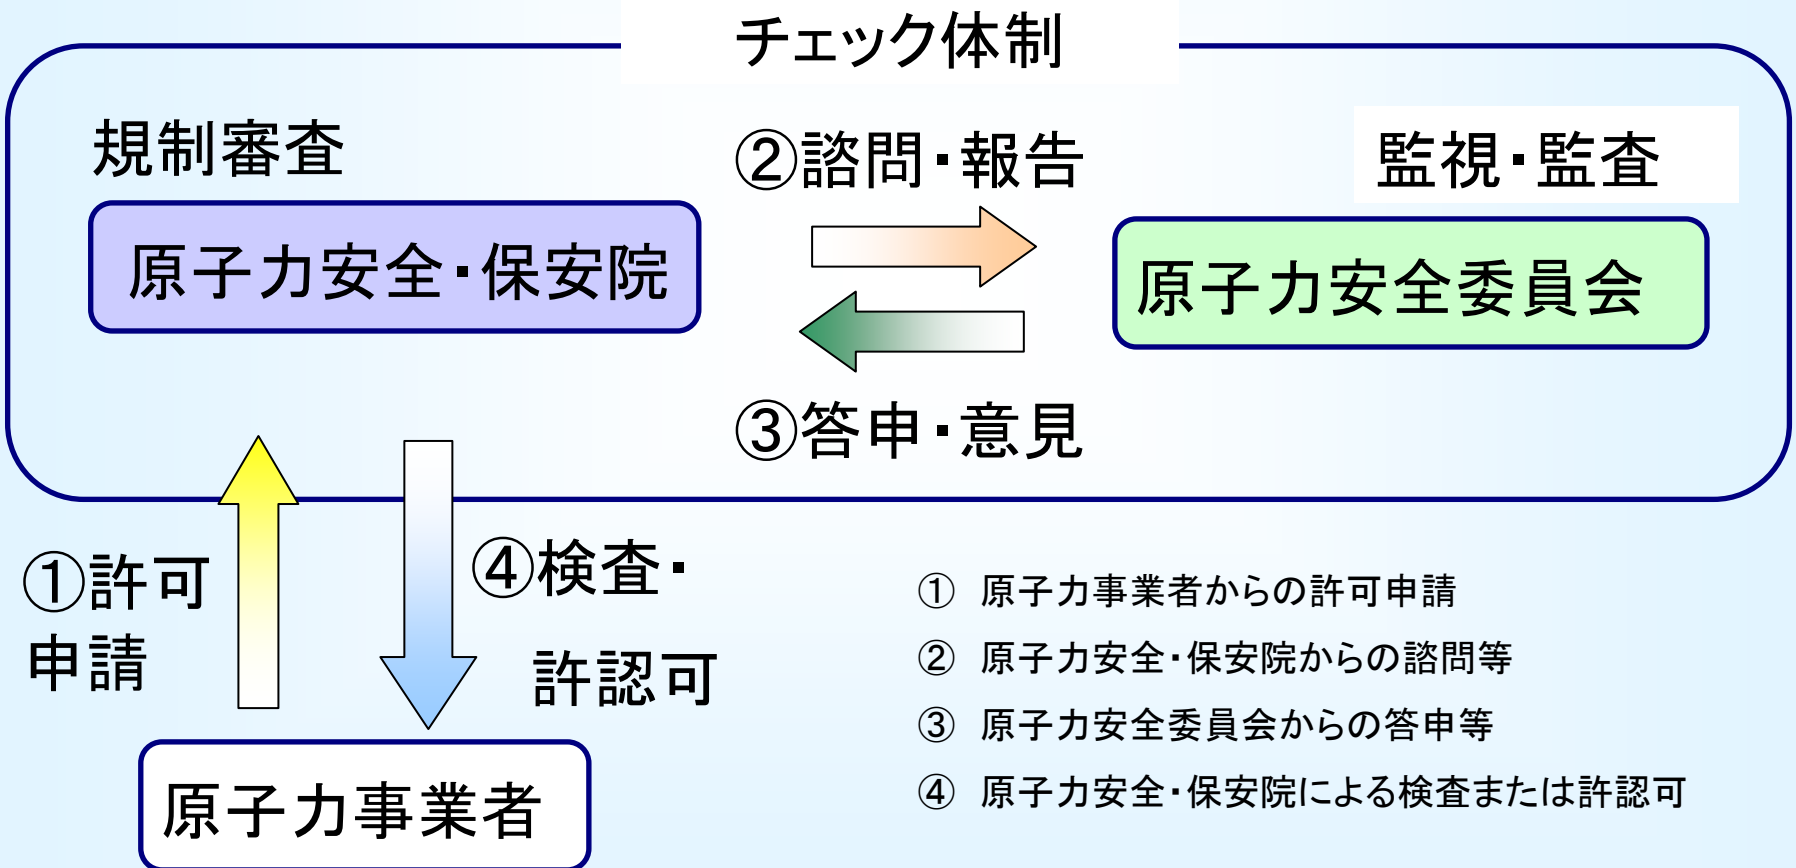 チェック体制
規制審査
②諮問・報告
監視・監査
原子力安全・保安院
原子力安全委員会
③答申・意見
①許可
申請
④検査・
許認可
原子力事業者
① 原子力事業者からの許可申請
② 原子力安全・保安院からの諮問等
③ 原子力安全委員会からの答申等
④ 原子力安全・保安院による検査または許認可